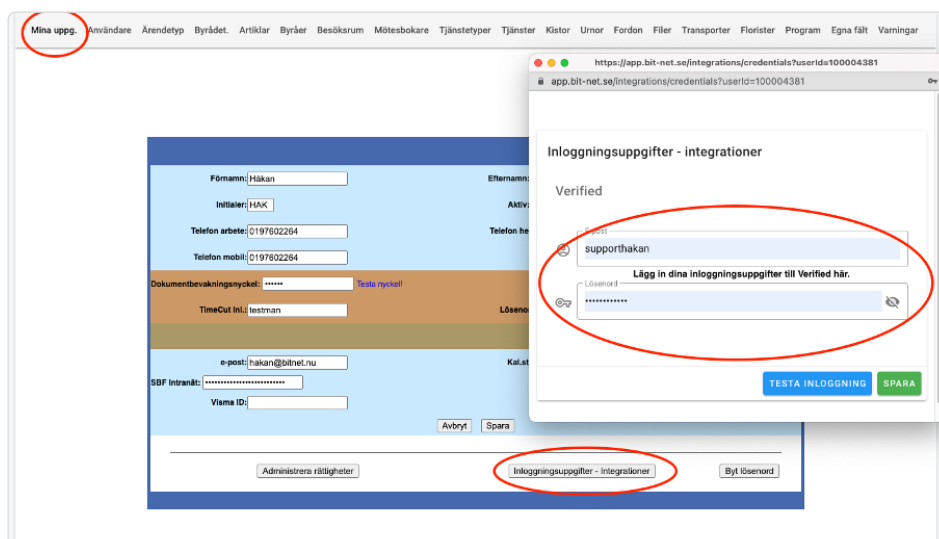 Mina uppg. Användare Ärendetyp Byrådet. Artiklar Byråer Besöksrum Mötesbokare Tjänstetyper Tjänster Kistor Urnor Fordon Filer Transporter Florister Program Egna fält Varningar
https://app.bit-net.se/integrations/credentials?userId=100004381
app.bit-net.se/integrations/credentials?userId=100004381
Inloggningsuppgifter - integrationer
Verified
E-post
supporthakan
Lägg in dina inloggningsuppgifter till Verified här.
Lösenord
••••••••••••
TESTA INLOGGNING SPARA
Förnamn: Håkan Efternamn:
Initialer: HAK Aktiv:
Telefon arbete: 0197602264 Telefon he
Telefon mobil: 0197602264
Dokumentbevakningsnyckel: •••••• Testa nyckel!
TimeCut Ini.: testman Löseno
e-post: hakan@bitnet.nu Kal.st
SBF Intranät: •••••••••••••••••••••••••
Visma ID:
Avbryt Spara
Administrera rättigheter Inloggningsuppgifter - Integrationer Byt lösenord